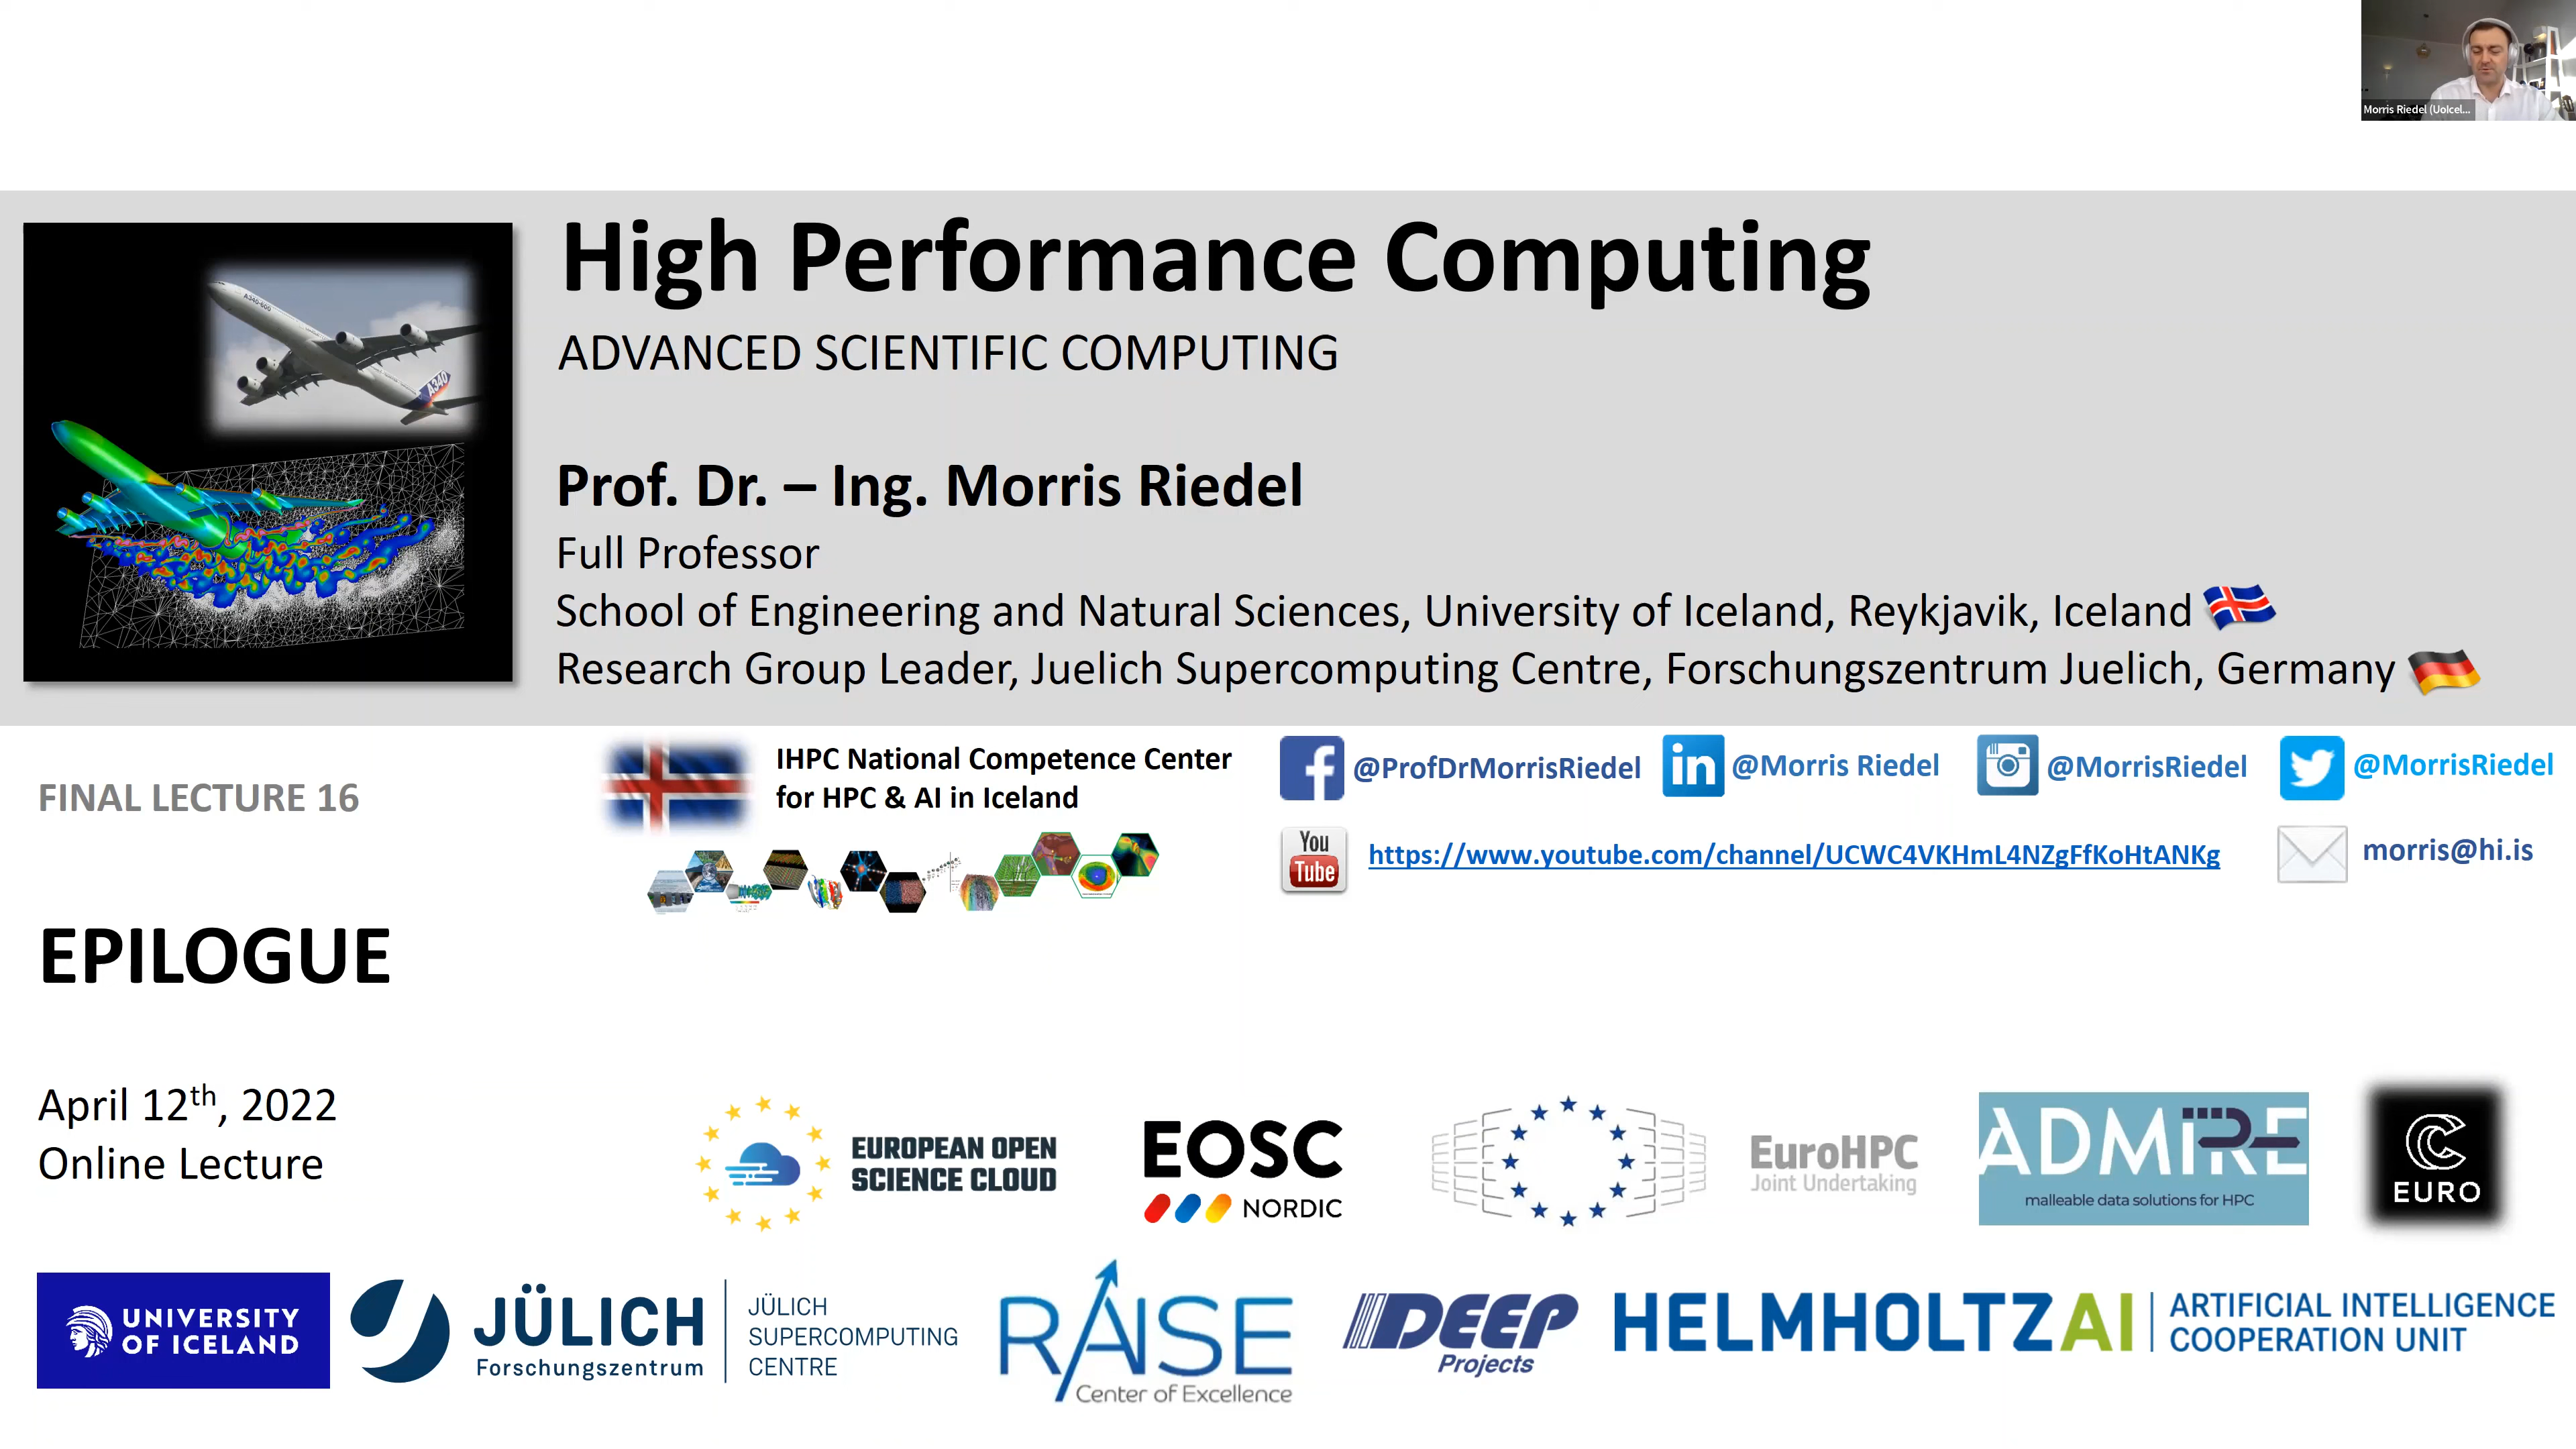 Morris Riedel (UoIcel...
High Performance Computing
ADVANCED SCIENTIFIC COMPUTING
A340-600
A340
Prof. Dr. – Ing. Morris Riedel
Full Professor
School of Engineering and Natural Sciences, University of Iceland, Reykjavik, Iceland
Research Group Leader, Juelich Supercomputing Centre, Forschungszentrum Juelich, Germany
FINAL LECTURE 16
IHPC National Competence Center
for HPC & AI in Iceland
@ProfDrMorrisRiedel
in @Morris Riedel
@MorrisRiedel
@MorrisRiedel
You
Tube
https://www.youtube.com/channel/UCWC4VKHmL4NZgFfKoHtANKg
morris@hi.is
EPILOGUE
April 12th, 2022
Online Lecture
EUROPEAN OPEN
SCIENCE CLOUD
EOSC
NORDIC
EuroHPC
Joint Undertaking
ADMIRE
malleable data solutions for HPC
EURO
UNIVERSITY
OF ICELAND
JÜLICH
Forschungszentrum
JÜLICH
SUPERCOMPUTING
CENTRE
RAISE
Center of Excellence
DEEP
Projects
HELMHOLTZAI
ARTIFICIAL INTELLIGENCE
COOPERATION UNIT